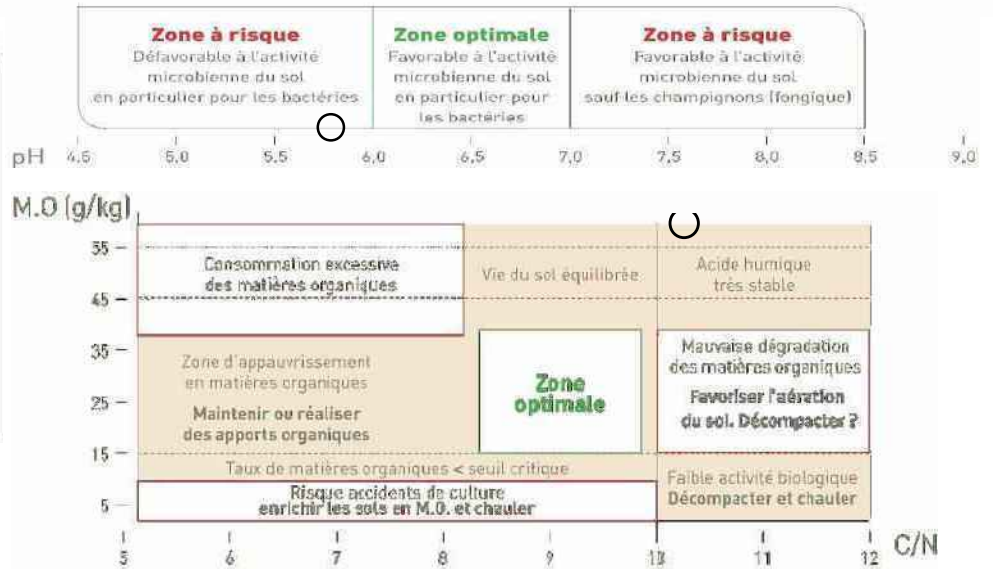 Zone à risque
Défavorable à l'activité
microbienne du sol
en particulier pour les bactéries
Zone optimale
Favorable à l'activité
microbienne du sol
en particulier pour
les bactéries
Zone à risque
Favorable à l'activité
microbienne du sol
sauf les champignons (fongique)
pH 4.5 5.0 5.5 6.0 6.5 7.0 7.5 8.0 8.5 9.0
M.O (g/kg)
55
45
35
25
15
5
Consommation excessive
des matières organiques
Vie du sol équilibrée
Acide humique
très stable
Zone d'appauvrissement
en matières organiques
Maintenir ou réaliser
des apports organiques
Zone
optimale
Mauvaise dégradation
des matières organiques
Favoriser l'aération
du sol. Décompacter ?
Taux de matières organiques < seuil critique
Risque accidents de culture
enrichir les sols en M.O. et chauler
Faible activité biologique
Décompacter et chauler
5 6 7 8 9 10 11 12 C/N